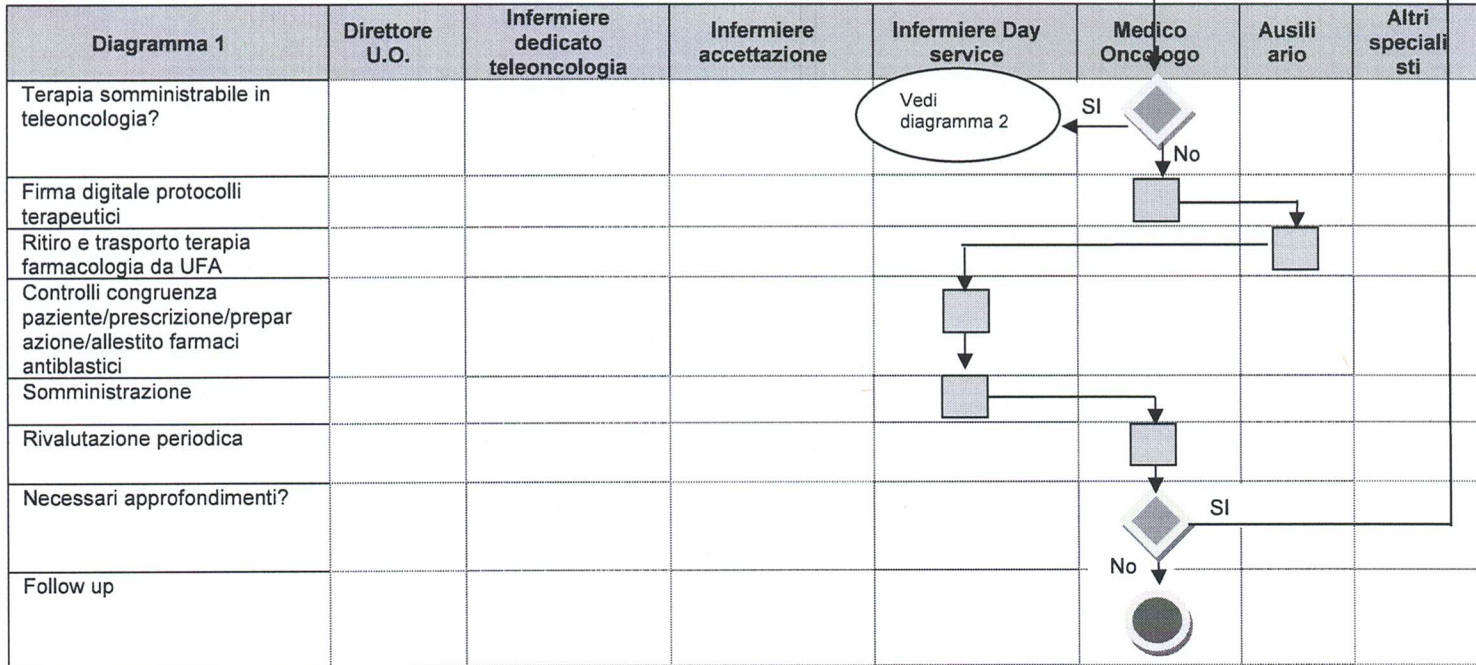 Diagramma 1
Direttore
U.O.
Infermiere
dedicato
teleoncologia
Infermiere
accettazione
Infermiere Day
service
Medico
Oncologo
Ausili
ario
Altri
speciali
sti
Terapia somministrabile in
teleoncologia?
Vedi
diagramma 2
SI
No
Firma digitale protocolli
terapeutici
Ritiro e trasporto terapia
farmacologia da UFA
Controlli congruenza
paziente/prescrizione/prepar
azione/allestito farmaci
antiblastici
Somministrazione
Rivalutazione periodica
Necessari approfondimenti?
SI
No
Follow up